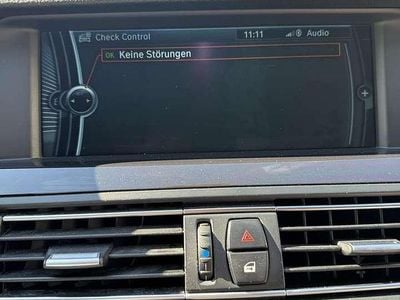 Check Control 11:11 Audio
OK Keine Störungen